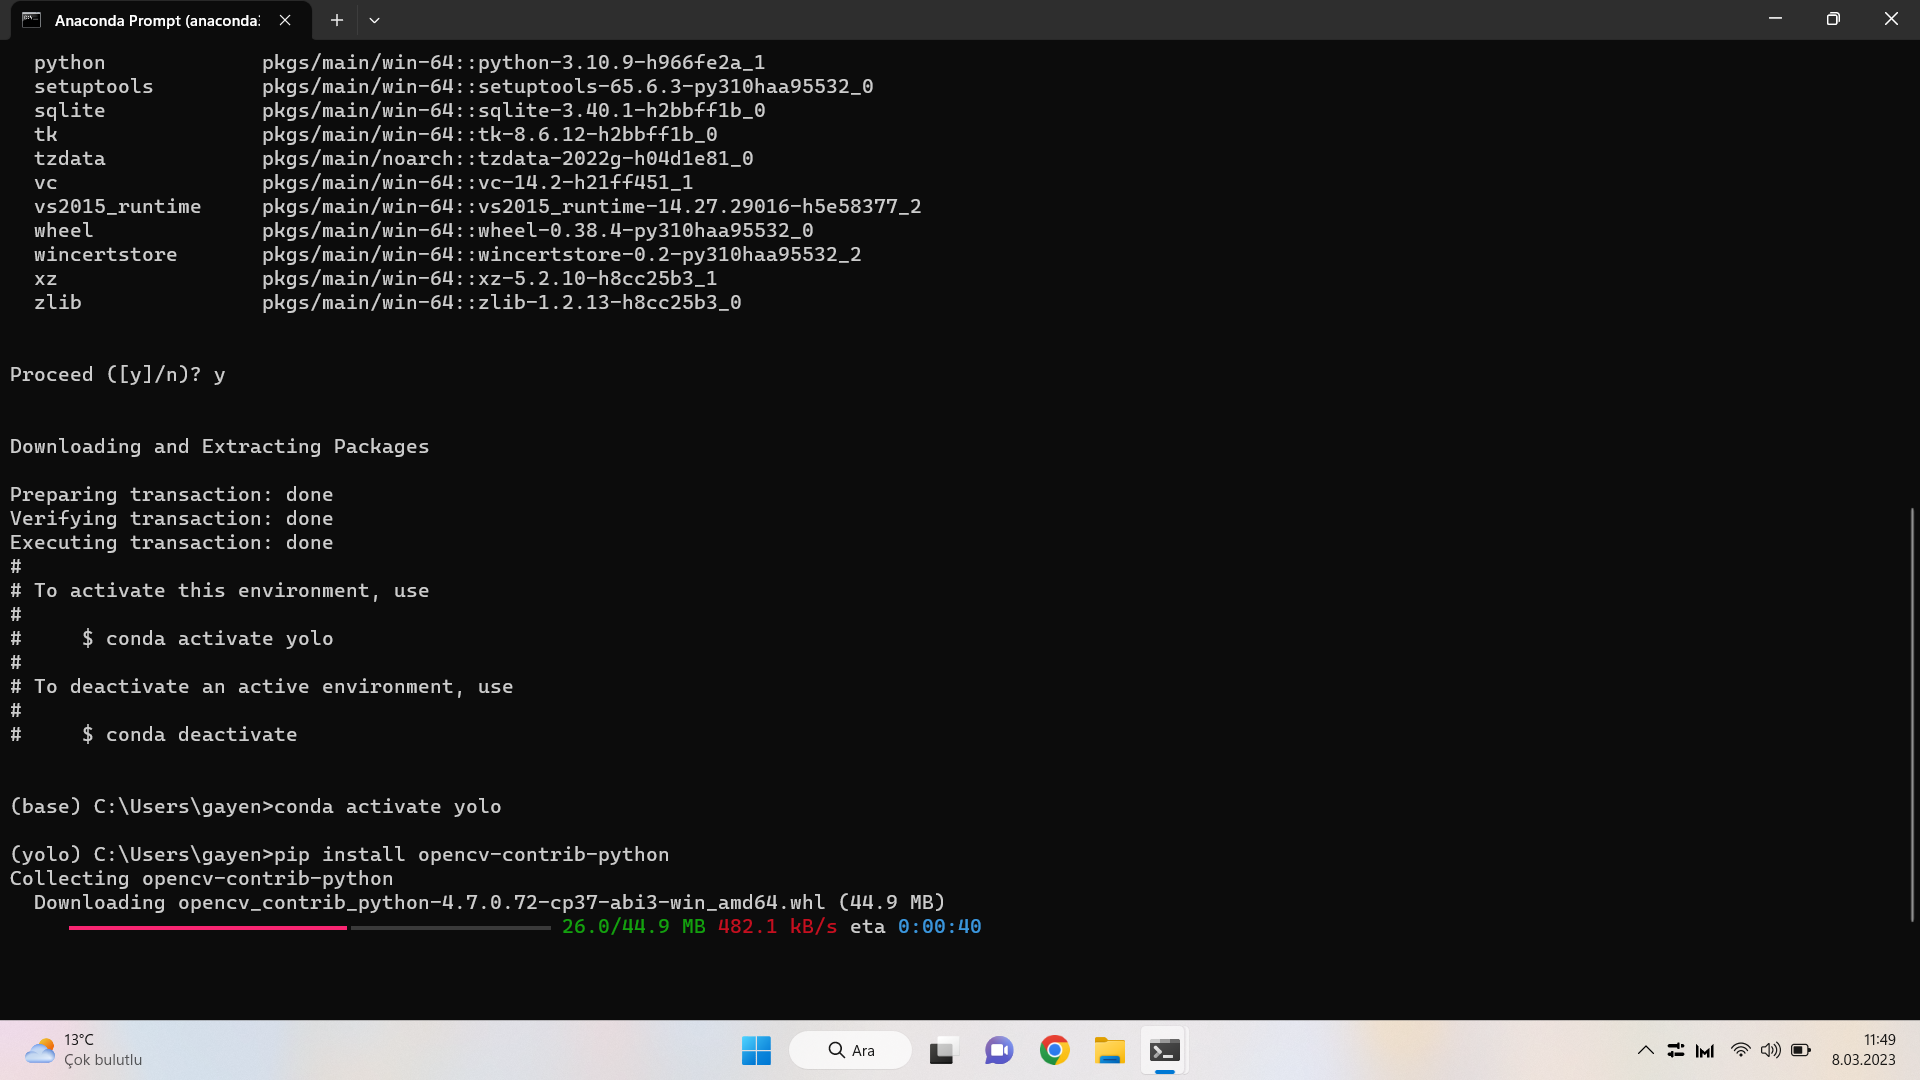 Anaconda Prompt (anaconda3
python pkgs/main/win-64::python-3.10.9-h966fe2a_1
setuptools pkgs/main/win-64::setuptools-65.6.3-py310haa95532_0
sqlite pkgs/main/win-64::sqlite-3.40.1-h2bbff1b_0
tk pkgs/main/win-64::tk-8.6.12-h2bbff1b_0
tzdata pkgs/main/noarch::tzdata-2022g-h04d1e81_0
vc pkgs/main/win-64::vc-14.2-h21ff451_1
vs2015_runtime pkgs/main/win-64::vs2015_runtime-14.27.29016-h5e58377_2
wheel pkgs/main/win-64::wheel-0.38.4-py310haa95532_0
wincertstore pkgs/main/win-64::wincertstore-0.2-py310haa95532_2
xz pkgs/main/win-64::xz-5.2.10-h8cc25b3_1
zlib pkgs/main/win-64::zlib-1.2.13-h8cc25b3_0
Proceed ([y]/n)? y
Downloading and Extracting Packages
Preparing transaction: done
Verifying transaction: done
Executing transaction: done
#
# To activate this environment, use
#
# $ conda activate yolo
#
# To deactivate an active environment, use
#
# $ conda deactivate
(base) C:\Users\gayen>conda activate yolo
(yolo) C:\Users\gayen>pip install opencv-contrib-python
Collecting opencv-contrib-python
Downloading opencv_contrib_python-4.7.0.72-cp37-abi3-win_amd64.whl (44.9 MB)
26.0/44.9 MB 482.1 kB/s eta 0:00:40
13°C
Çok bulutlu
Ara
11:49
8.03.2023